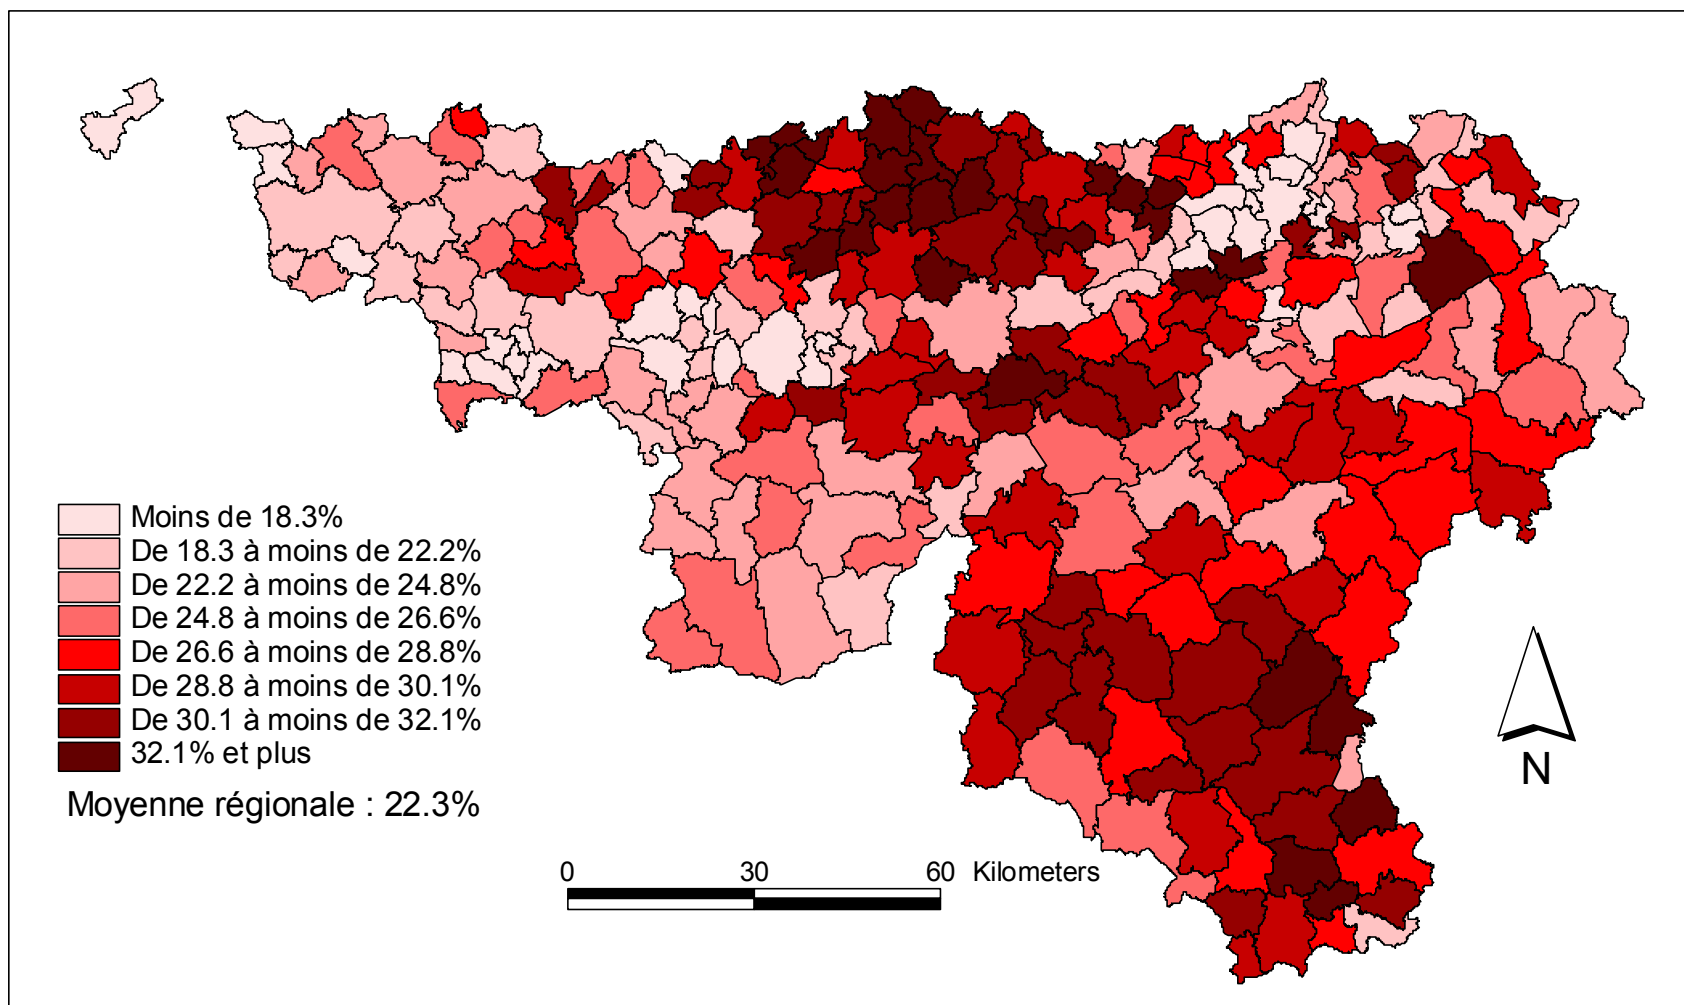 Moins de 18.3%
De 18.3 à moins de 22.2%
De 22.2 à moins de 24.8%
De 24.8 à moins de 26.6%
De 26.6 à moins de 28.8%
De 28.8 à moins de 30.1%
De 30.1 à moins de 32.1%
32.1% et plus
Moyenne régionale : 22.3%
0 30 60 Kilometers
N